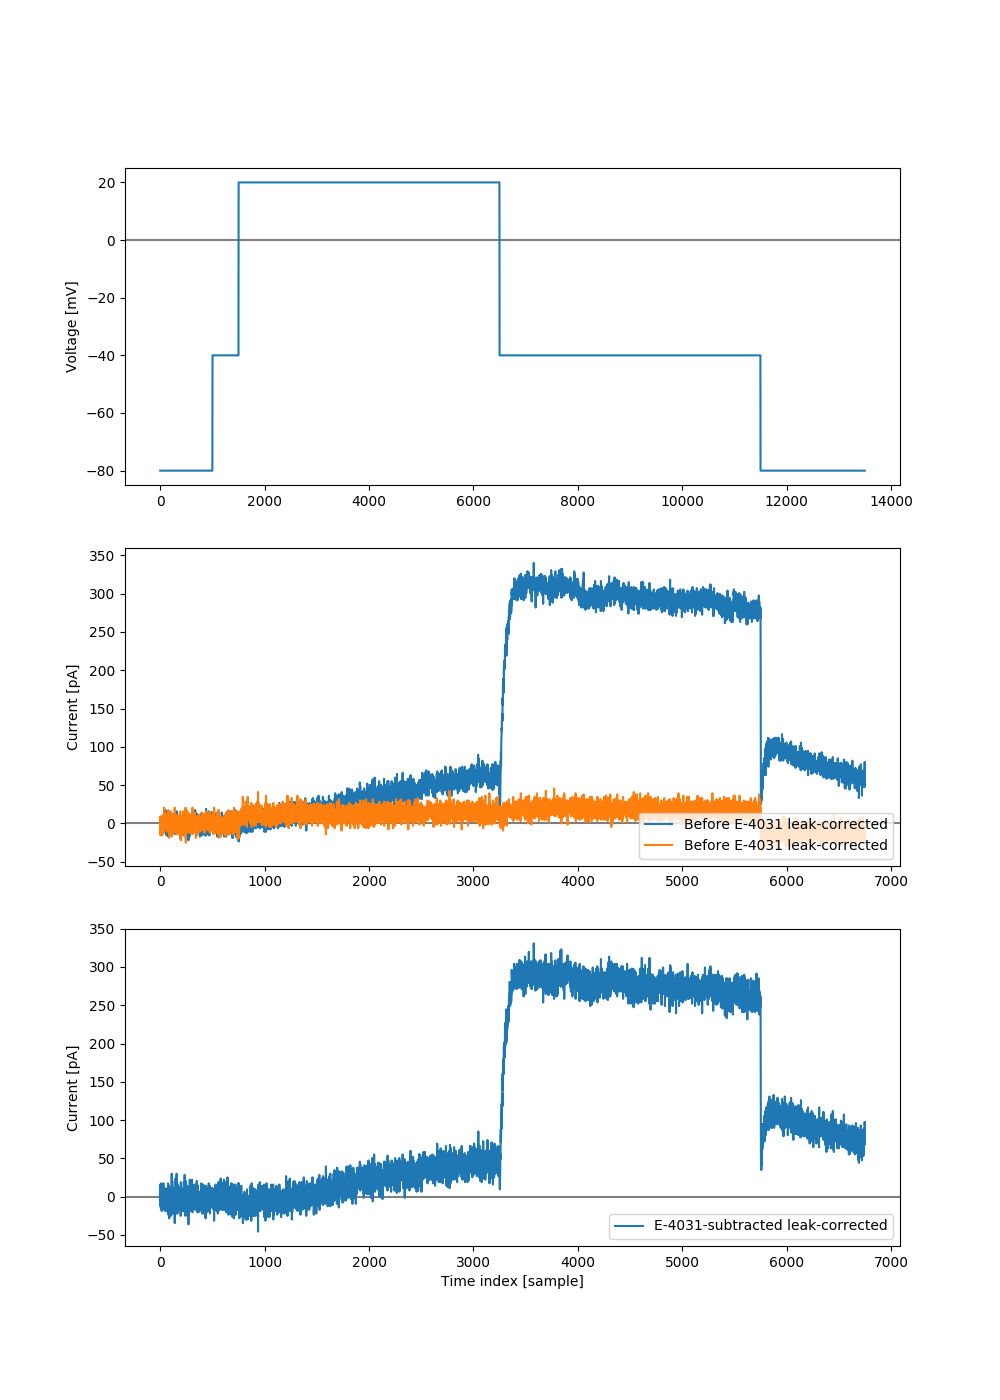 20
0
−20
−40
−60
−80
Voltage [mV]
0 2000 4000 6000 8000 10000 12000 14000
350
300
250
200
150
100
50
0
−50
Current [pA]
Before E-4031 leak-corrected
Before E-4031 leak-corrected
0 1000 2000 3000 4000 5000 6000 7000
350
300
250
200
150
100
50
0
−50
Current [pA]
E-4031-subtracted leak-corrected
0 1000 2000 3000 4000 5000 6000 7000
Time index [sample]